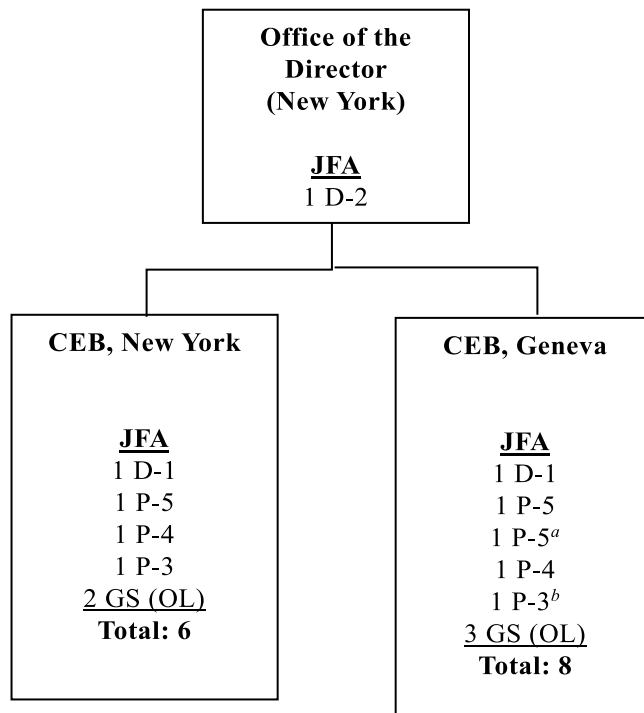 Office of the
Director
(New York)
JFA
1 D-2
CEB, New York
JFA
1 D-1
1 P-5
1 P-4
1 P-3
2 GS (OL)
Total: 6
CEB, Geneva
JFA
1 D-1
1 P-5
1 P-5a
1 P-4
1 P-3b
3 GS (OL)
Total: 8